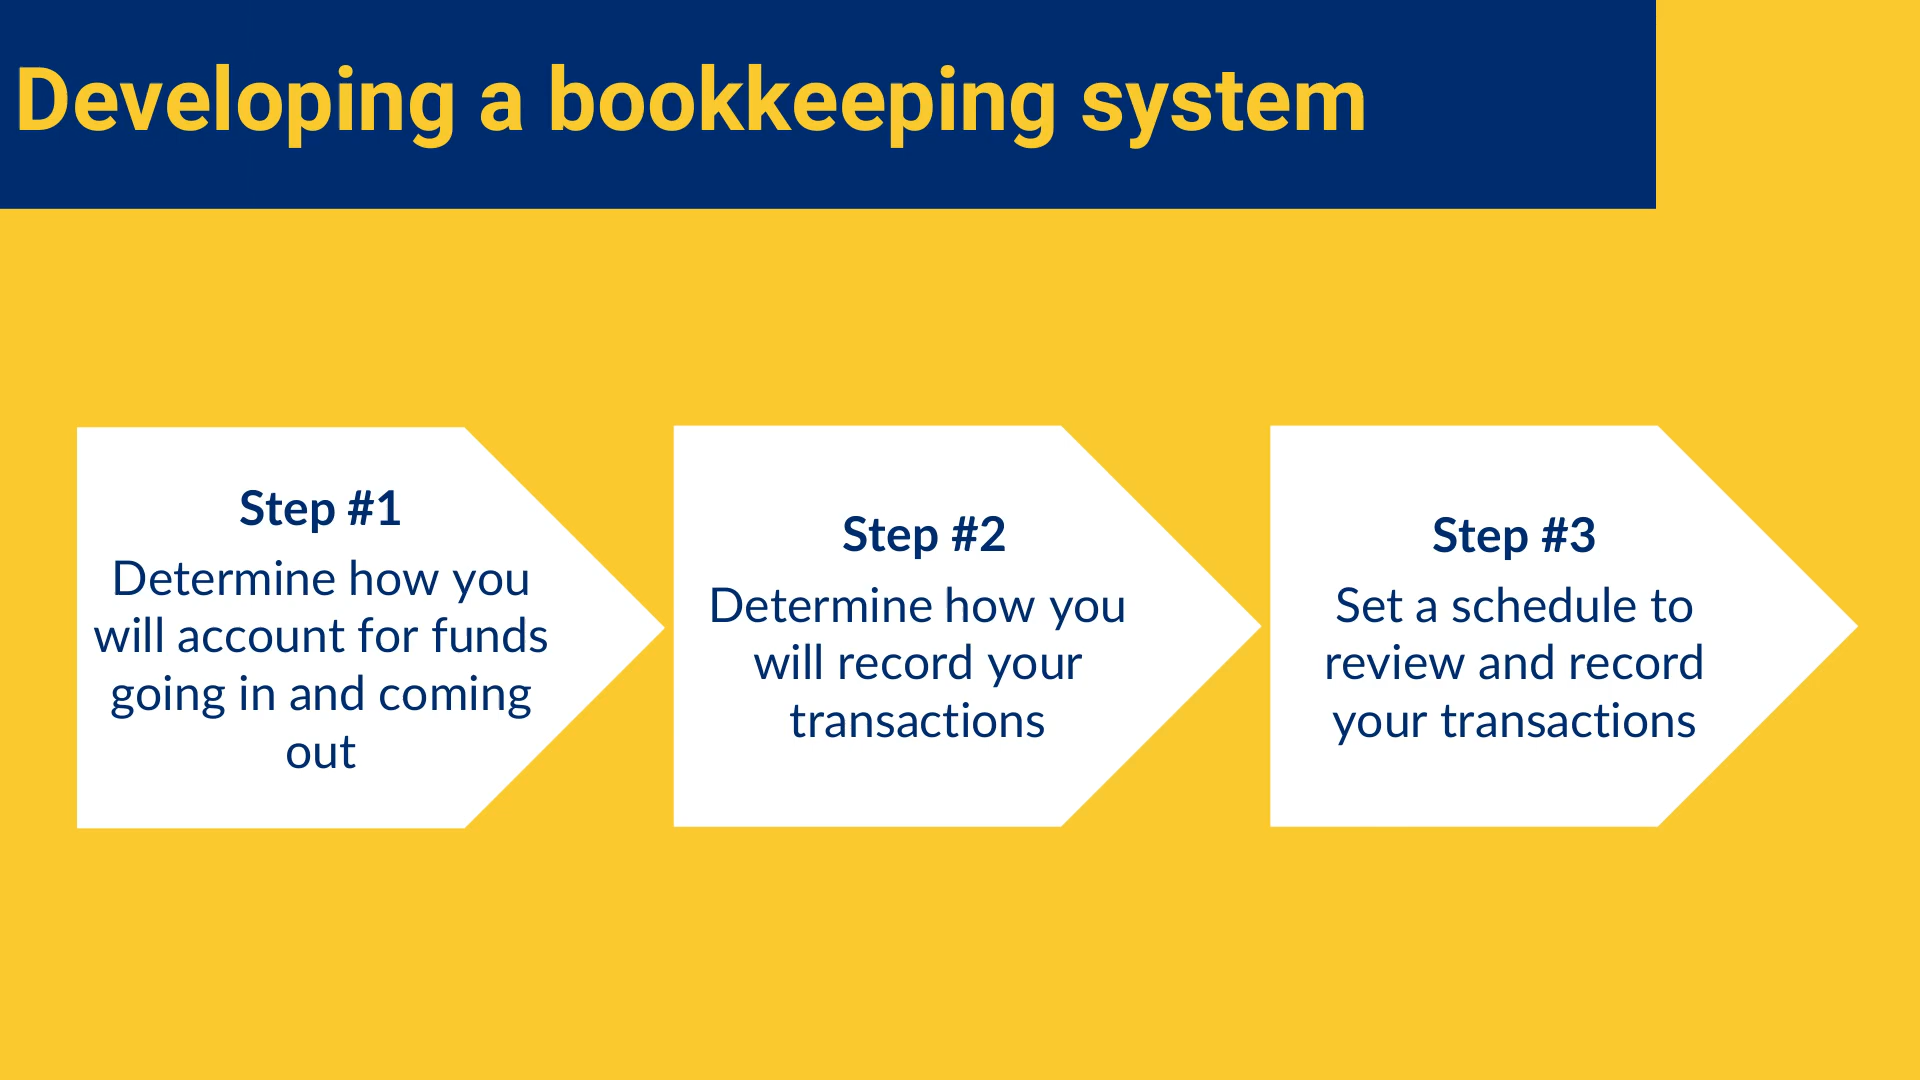 Developing a bookkeeping system
Step #1
Determine how you
will account for funds
going in and coming
out
Step #2
Determine how you
will record your
transactions
Step #3
Set a schedule to
review and record
your transactions